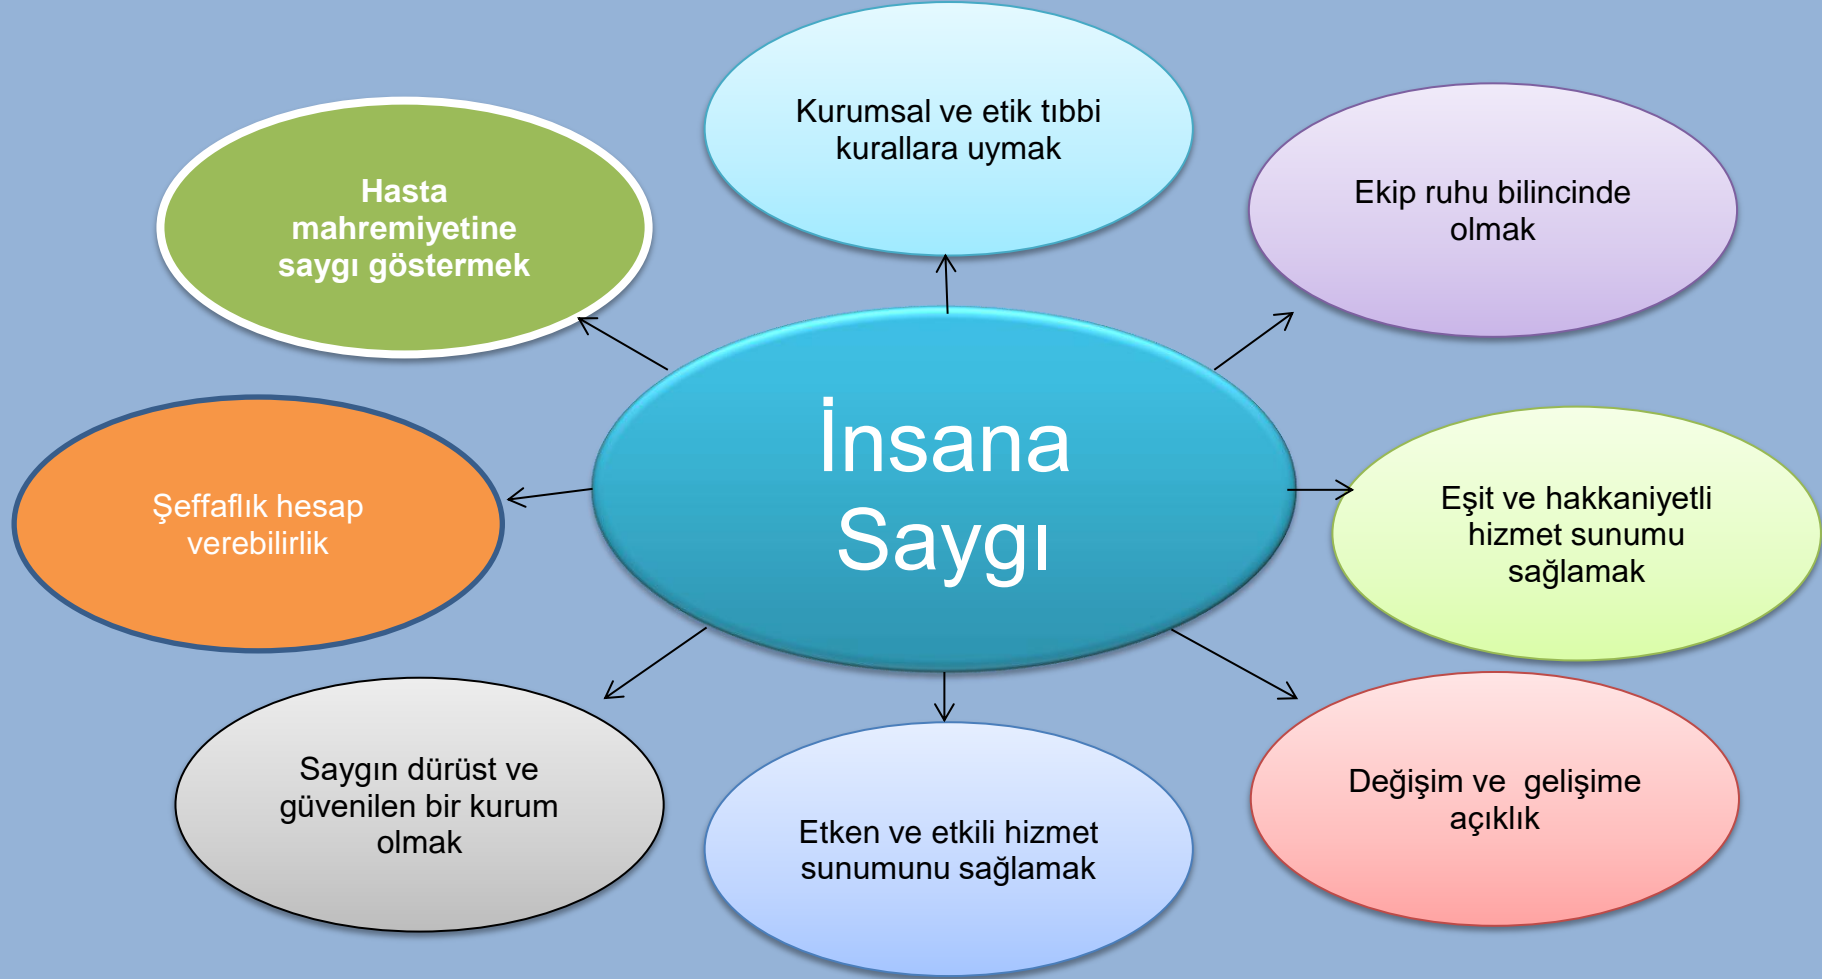 Kurumsal ve etik tıbbi
kurallara uymak
Hasta
mahremiyetine
saygı göstermek
Ekip ruhu bilincinde
olmak
İnsana
Saygı
Şeffaflık hesap
verebilirlik
Eşit ve hakkaniyetli
hizmet sunumu
sağlamak
Saygın dürüst ve
güvenilen bir kurum
olmak
Etken ve etkili hizmet
sunumunu sağlamak
Değişim ve  gelişime
açıklık